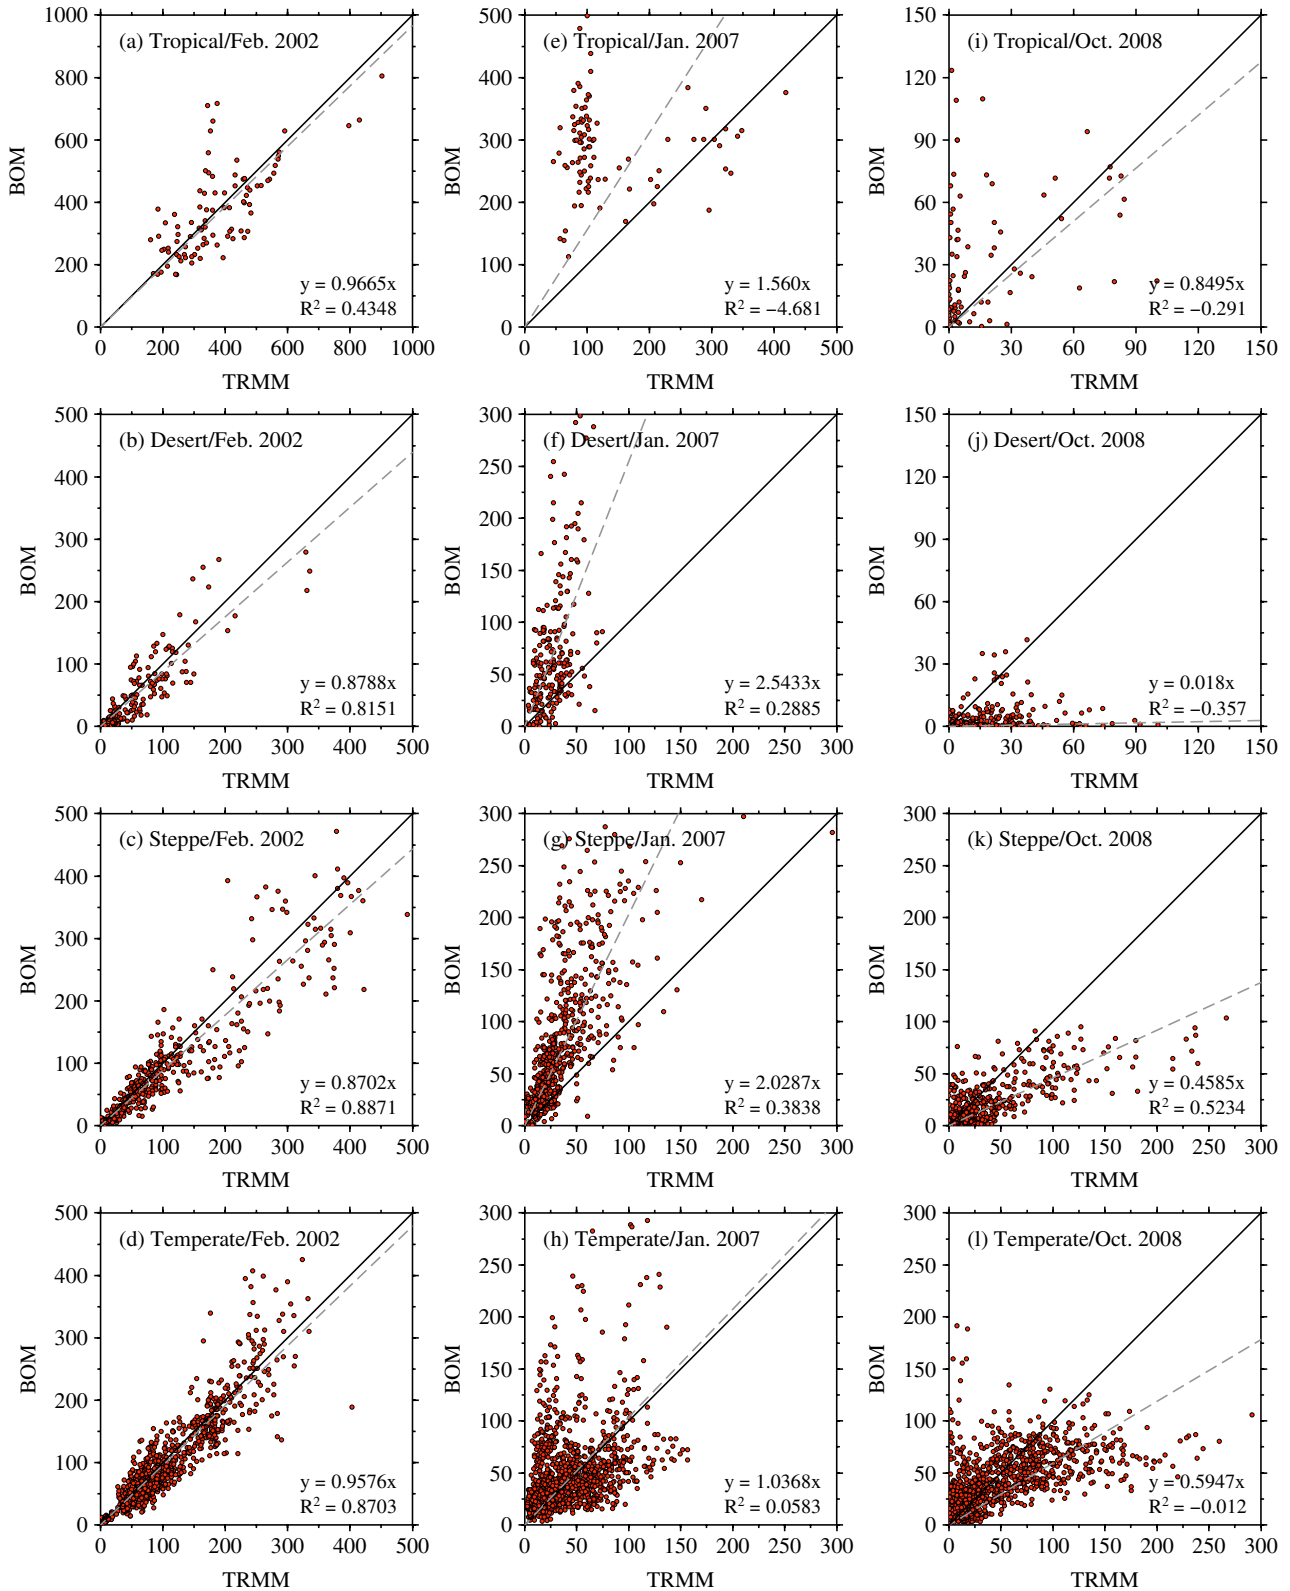 (a) Tropical/Feb. 2002
BOM
1000
800
600
400
200
0
y = 0.9665x
R² = 0.4348
0 200 400 600 800 1000
TRMM
(e) Tropical/Jan. 2007
BOM
500
400
300
200
100
0
y = 1.560x
R² = −4.681
0 100 200 300 400 500
TRMM
(i) Tropical/Oct. 2008
BOM
150
120
90
60
30
0
y = 0.8495x
R² = −0.291
0 30 60 90 120 150
TRMM
(b) Desert/Feb. 2002
BOM
500
400
300
200
100
0
y = 0.8788x
R² = 0.8151
0 100 200 300 400 500
TRMM
(f) Desert/Jan. 2007
BOM
300
250
200
150
100
50
0
y = 2.5433x
R² = 0.2885
0 50 100 150 200 250 300
TRMM
(j) Desert/Oct. 2008
BOM
150
120
90
60
30
0
y = 0.018x
R² = −0.357
0 30 60 90 120 150
TRMM
(c) Steppe/Feb. 2002
BOM
500
400
300
200
100
0
y = 0.8702x
R² = 0.8871
0 100 200 300 400 500
TRMM
(g) Steppe/Jan. 2007
BOM
300
250
200
150
100
50
0
y = 2.0287x
R² = 0.3838
0 50 100 150 200 250 300
TRMM
(k) Steppe/Oct. 2008
BOM
300
250
200
150
100
50
0
y = 0.4585x
R² = 0.5234
0 50 100 150 200 250 300
TRMM
(d) Temperate/Feb. 2002
BOM
500
400
300
200
100
0
y = 0.9576x
R² = 0.8703
0 100 200 300 400 500
TRMM
(h) Temperate/Jan. 2007
BOM
300
250
200
150
100
50
0
y = 1.0368x
R² = 0.0583
0 50 100 150 200 250 300
TRMM
(l) Temperate/Oct. 2008
BOM
300
250
200
150
100
50
0
y = 0.5947x
R² = −0.012
0 50 100 150 200 250 300
TRMM